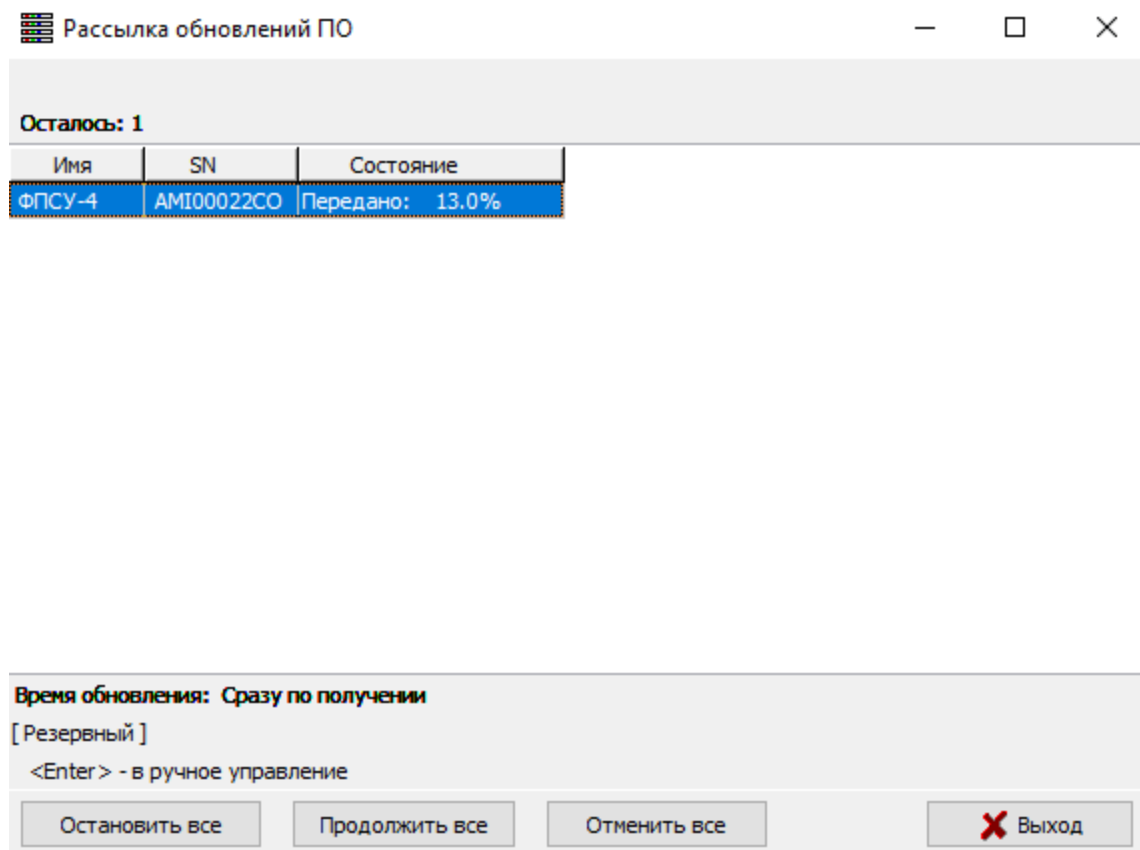 Рассылка обновлений ПО
Осталось: 1
Имя SN Состояние
ФПСУ-4 AMI00022CO Передано: 13.0%
Время обновления: Сразу по получении
[ Резервный ]
<Enter> - в ручное управление
Остановить все Продолжить все Отменить все Выход